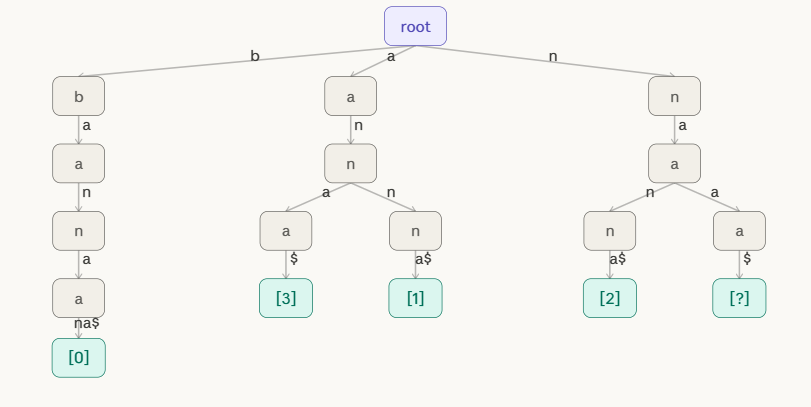 root
b a n
b a n
a n a
a n a
n a n n a
n a n n a
a $ a$ a$ $
a [3] [1] [2] [?]
na$
[0]